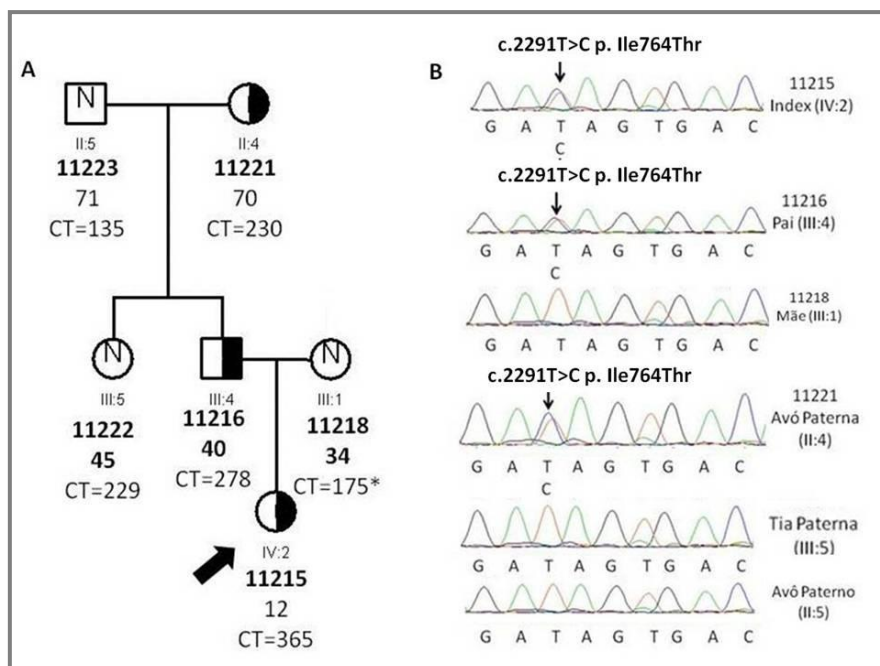 A
N
II:5
11223
71
CT=135
II:4
11221
70
CT=230
N
III:5
11222
45
CT=229
III:4
11216
40
CT=278
N
III:1
11218
34
CT=175*
IV:2
11215
12
CT=365
B
c.2291T>C p. Ile764Thr
11215
Index (IV:2)
G A T A G T G A C
C
c.2291T>C p. Ile764Thr
11216
Pai (III:4)
G A T A G T G A C
C
11218
Mãe (III:1)
G A T A G T G A C
c.2291T>C p. Ile764Thr
11221
Avó Paterna
(II:4)
G A T A G T G A C
C
Tia Paterna
(III:5)
G A T A G T G A C
Avô Paterno
(II:5)
G A T A G T G A C